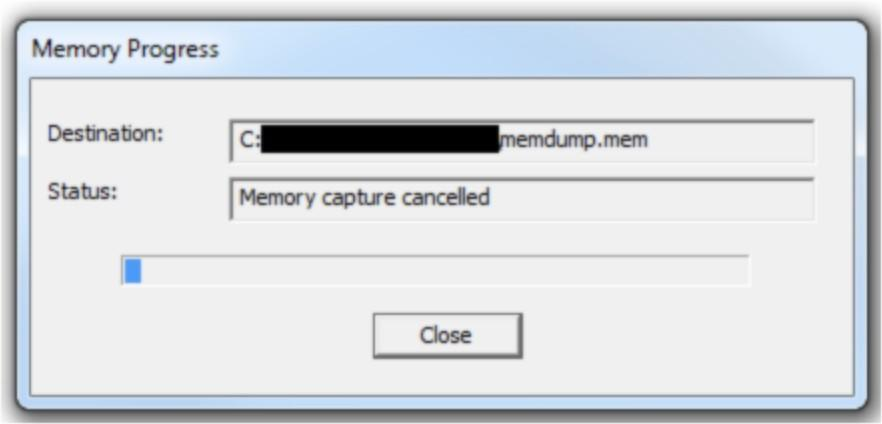 Memory Progress
Destination: C: memdump.mem
Status: Memory capture cancelled
Close